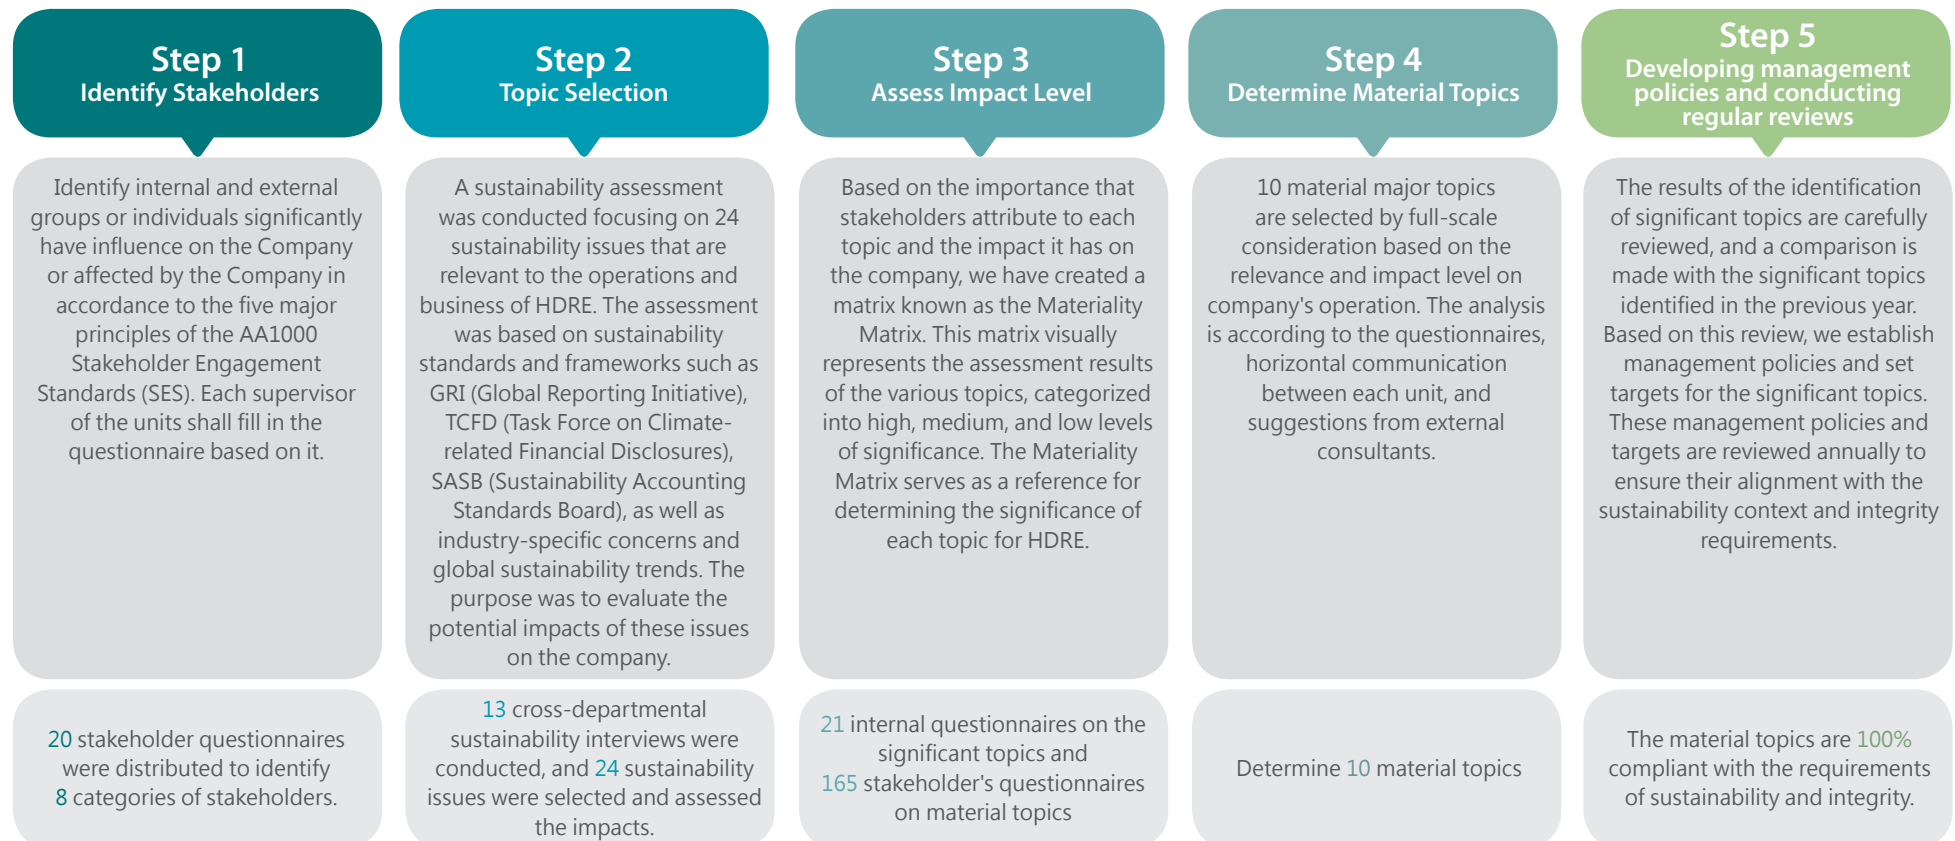 Step 1
Identify Stakeholders
Identify internal and external
groups or individuals significantly
have influence on the Company
or affected by the Company in
accordance to the five major
principles of the AA1000
Stakeholder Engagement
Standards (SES). Each supervisor
of the units shall fill in the
questionnaire based on it.
20 stakeholder questionnaires
were distributed to identify
8 categories of stakeholders.
Step 2
Topic Selection
A sustainability assessment
was conducted focusing on 24
sustainability issues that are
relevant to the operations and
business of HDRE. The assessment
was based on sustainability
standards and frameworks such as
GRI (Global Reporting Initiative),
TCFD (Task Force on Climate-
related Financial Disclosures),
SASB (Sustainability Accounting
Standards Board), as well as
industry-specific concerns and
global sustainability trends. The
purpose was to evaluate the
potential impacts of these issues
on the company.
13 cross-departmental
sustainability interviews were
conducted, and 24 sustainability
issues were selected and assessed
the impacts.
Step 3
Assess Impact Level
Based on the importance that
stakeholders attribute to each
topic and the impact it has on
the company, we have created a
matrix known as the Materiality
Matrix. This matrix visually
represents the assessment results
of the various topics, categorized
into high, medium, and low levels
of significance. The Materiality
Matrix serves as a reference for
determining the significance of
each topic for HDRE.
21 internal questionnaires on the
significant topics and
165 stakeholder's questionnaires
on material topics
Step 4
Determine Material Topics
10 material major topics
are selected by full-scale
consideration based on the
relevance and impact level on
company's operation. The analysis
is according to the questionnaires,
horizontal communication
between each unit, and
suggestions from external
consultants.
Determine 10 material topics
Step 5
Developing management
policies and conducting
regular reviews
The results of the identification
of significant topics are carefully
reviewed, and a comparison is
made with the significant topics
identified in the previous year.
Based on this review, we establish
management policies and set
targets for the significant topics.
These management policies and
targets are reviewed annually to
ensure their alignment with the
sustainability context and integrity
requirements.
The material topics are 100%
compliant with the requirements
of sustainability and integrity.